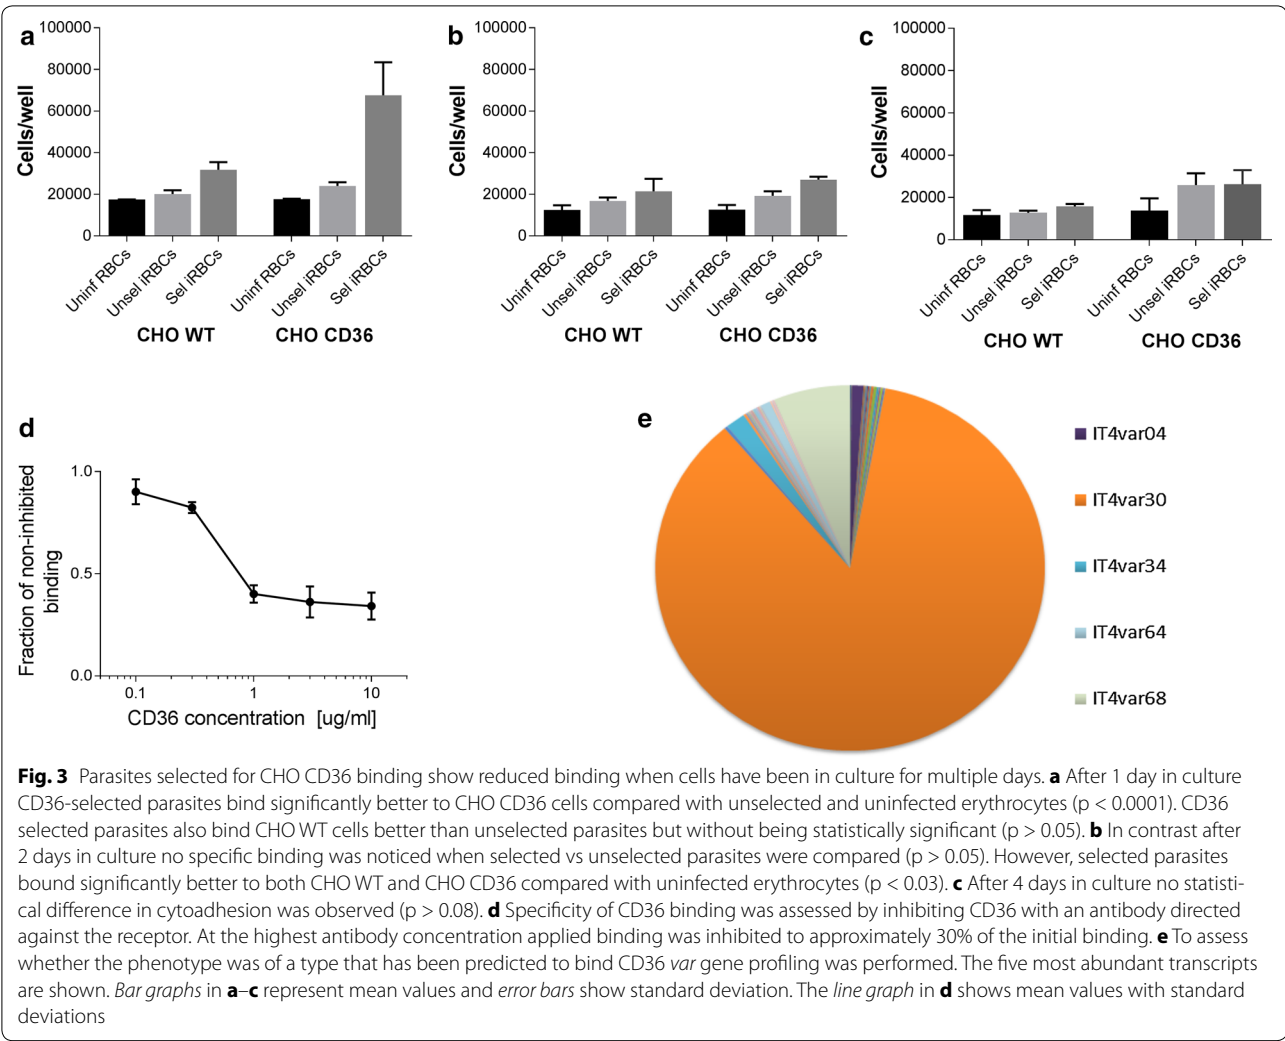 a
100000
80000
60000
40000
20000
0
Cells/well
Uninf RBCs
Unsel iRBCs
Sel iRBCs
Uninf RBCs
Unsel iRBCs
Sel iRBCs
CHO WT
CHO CD36
b
100000
80000
60000
40000
20000
0
Cells/well
Uninf RBCs
Unsel iRBCs
Sel iRBCs
Uninf RBCs
Unsel iRBCs
Sel iRBCs
CHO WT
CHO CD36
c
100000
80000
60000
40000
20000
0
Cells/well
Uninf RBCs
Unsel iRBCs
Sel iRBCs
Uninf RBCs
Unsel iRBCs
Sel iRBCs
CHO WT
CHO CD36
d
1.0
0.5
0.0
Fraction of non-inhibited
binding
0.1
1
10
CD36 concentration [ug/ml]
e
IT4var04
IT4var30
IT4var34
IT4var64
IT4var68
Fig. 3 Parasites selected for CHO CD36 binding show reduced binding when cells have been in culture for multiple days. a After 1 day in culture
CD36-selected parasites bind significantly better to CHO CD36 cells compared with unselected and uninfected erythrocytes (p < 0.0001). CD36
selected parasites also bind CHO WT cells better than unselected parasites but without being statistically significant (p > 0.05). b In contrast after
2 days in culture no specific binding was noticed when selected vs unselected parasites were compared (p > 0.05). However, selected parasites
bound significantly better to both CHO WT and CHO CD36 compared with uninfected erythrocytes (p < 0.03). c After 4 days in culture no statisti-
cal difference in cytoadhesion was observed (p > 0.08). d Specificity of CD36 binding was assessed by inhibiting CD36 with an antibody directed
against the receptor. At the highest antibody concentration applied binding was inhibited to approximately 30% of the initial binding. e To assess
whether the phenotype was of a type that has been predicted to bind CD36 var gene profiling was performed. The five most abundant transcripts
are shown. Bar graphs in a–c represent mean values and error bars show standard deviation. The line graph in d shows mean values with standard
deviations